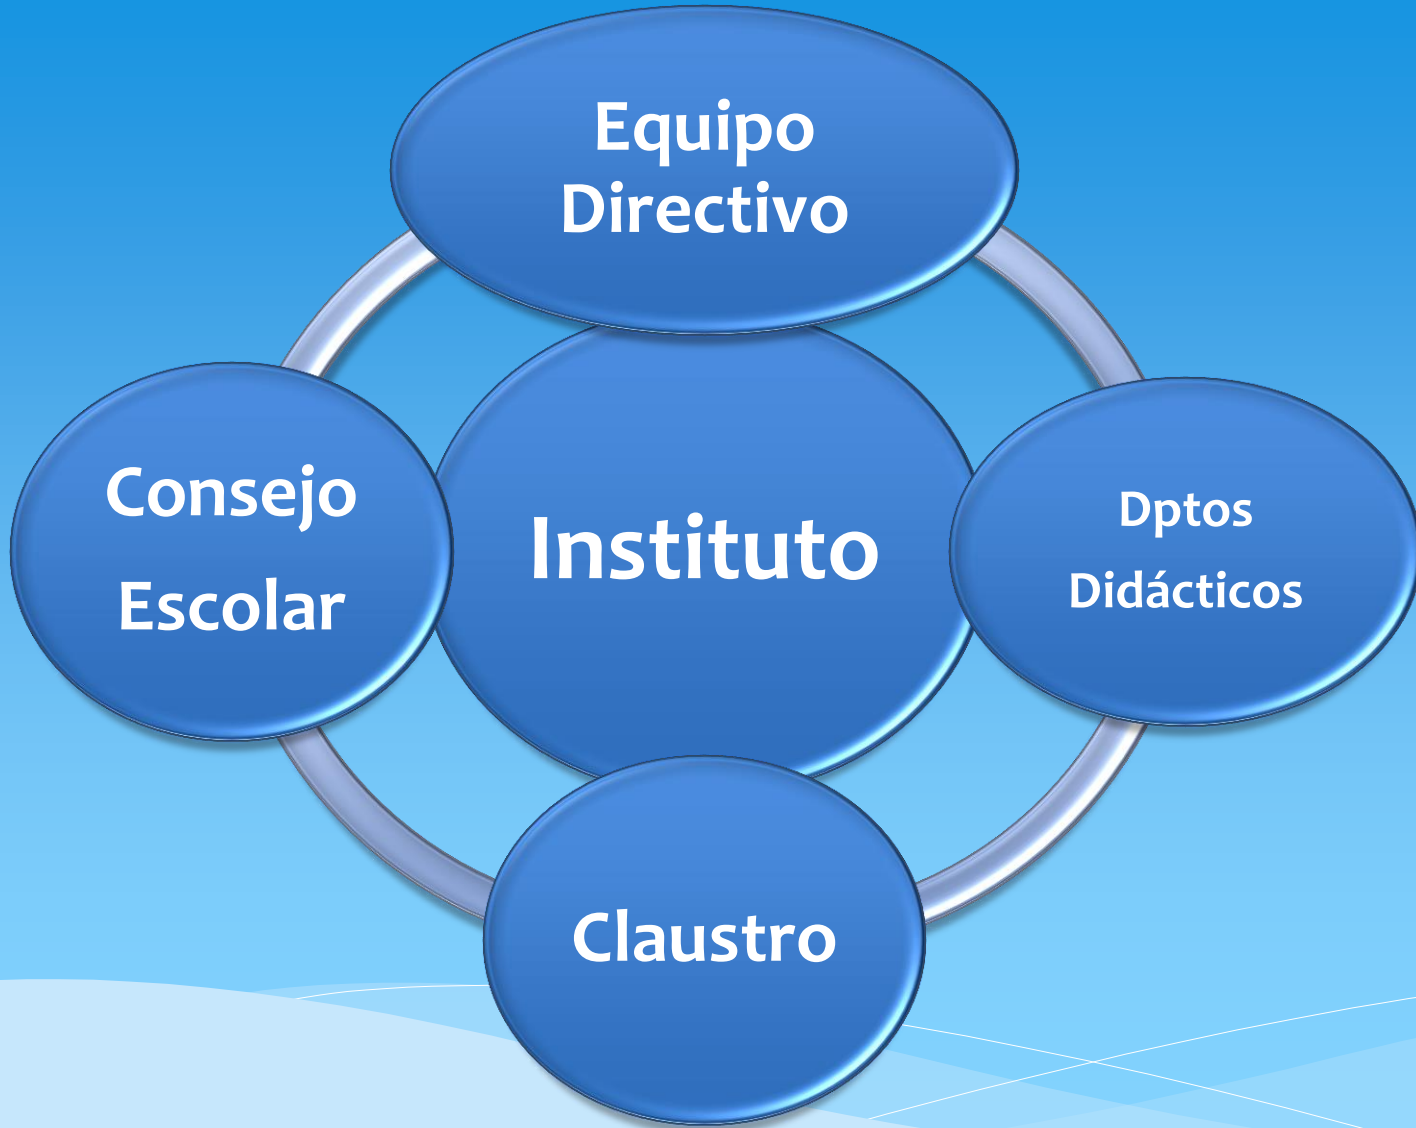 Equipo
Directivo
Consejo
Escolar
Instituto
Dptos
Didácticos
Claustro